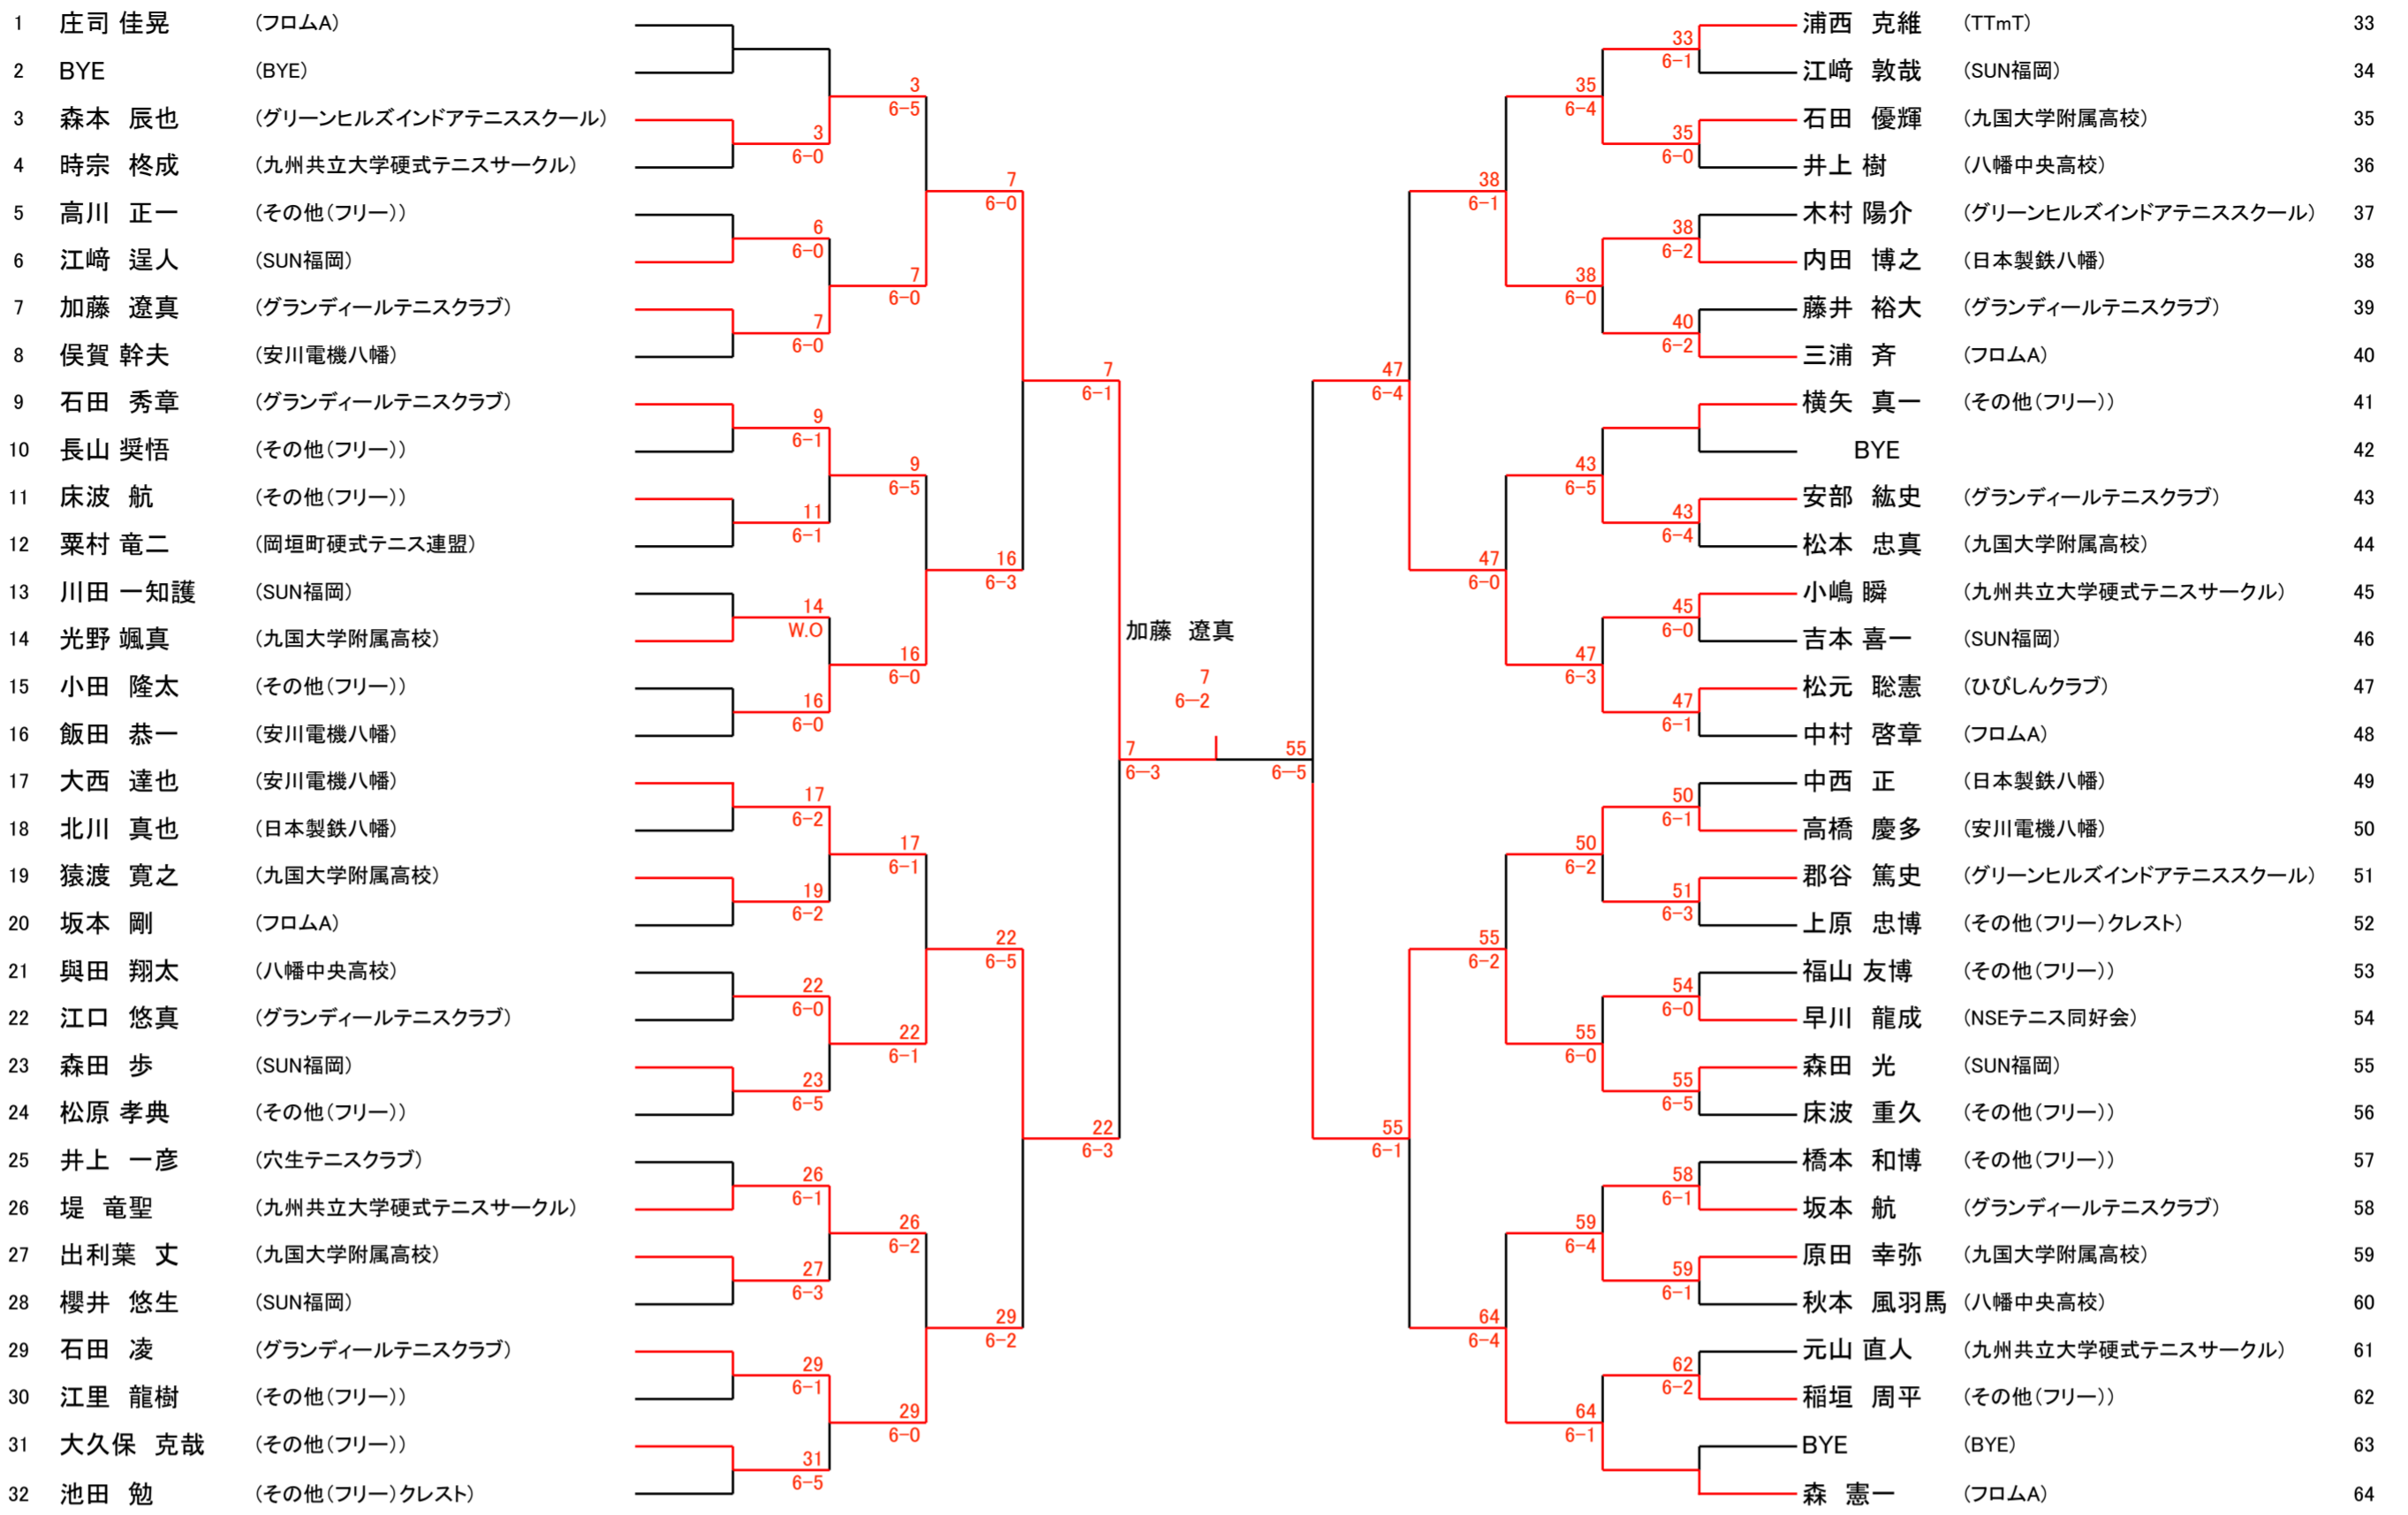 1 庄司 佳晃 (フロムA)
2 BYE (BYE)
3 森本 辰也 (グリーンヒルズインドアテニススクール)
4 時宗 柊成 (九州共立大学硬式テニスサークル)
5 高川 正一 (その他(フリー))
6 江﨑 逞人 (SUN福岡)
7 加藤 遼真 (グランディールテニスクラブ)
8 俣賀 幹夫 (安川電機八幡)
9 石田 秀章 (グランディールテニスクラブ)
10 長山 奨悟 (その他(フリー))
11 床波 航 (その他(フリー))
12 粟村 竜二 (岡垣町硬式テニス連盟)
13 川田 一知護 (SUN福岡)
14 光野 颯真 (九国大学附属高校)
15 小田 隆太 (その他(フリー))
16 飯田 恭一 (安川電機八幡)
17 大西 達也 (安川電機八幡)
18 北川 真也 (日本製鉄八幡)
19 猿渡 寛之 (九国大学附属高校)
20 坂本 剛 (フロムA)
21 與田 翔太 (八幡中央高校)
22 江口 悠真 (グランディールテニスクラブ)
23 森田 歩 (SUN福岡)
24 松原 孝典 (その他(フリー))
25 井上 一彦 (穴生テニスクラブ)
26 堤 竜聖 (九州共立大学硬式テニスサークル)
27 出利葉 丈 (九国大学附属高校)
28 櫻井 悠生 (SUN福岡)
29 石田 凌 (グランディールテニスクラブ)
30 江里 龍樹 (その他(フリー))
31 大久保 克哉 (その他(フリー))
32 池田 勉 (その他(フリー)クレスト)
3
6-0
6
6-0
7
6-0
9
6-1
11
6-1
14
W.O
16
6-0
17
6-2
19
6-2
22
6-0
23
6-5
26
6-1
27
6-3
29
6-1
31
6-5
3
6-5
7
6-0
9
6-5
16
6-0
17
6-1
22
6-1
26
6-2
29
6-0
7
6-0
16
6-3
22
6-5
29
6-2
7
6-1
22
6-3
加藤 遼真
7
6-2
7
6-3
55
6-5
47
6-4
55
6-1
38
6-1
47
6-0
55
6-2
64
6-4
35
6-4
38
6-0
43
6-5
47
6-3
50
6-2
55
6-0
59
6-4
64
6-1
33
6-1
35
6-0
38
6-2
40
6-2
43
6-4
45
6-0
47
6-1
50
6-1
51
6-3
54
6-0
55
6-5
58
6-1
59
6-1
62
6-2
浦西 克維 (TTmT) 33
江﨑 敦哉 (SUN福岡) 34
石田 優輝 (九国大学附属高校) 35
井上 樹 (八幡中央高校) 36
木村 陽介 (グリーンヒルズインドアテニススクール) 37
内田 博之 (日本製鉄八幡) 38
藤井 裕大 (グランディールテニスクラブ) 39
三浦 斉 (フロムA) 40
横矢 真一 (その他(フリー)) 41
BYE 42
安部 紘史 (グランディールテニスクラブ) 43
松本 忠真 (九国大学附属高校) 44
小嶋 瞬 (九州共立大学硬式テニスサークル) 45
吉本 喜一 (SUN福岡) 46
松元 聡憲 (ひびしんクラブ) 47
中村 啓章 (フロムA) 48
中西 正 (日本製鉄八幡) 49
高橋 慶多 (安川電機八幡) 50
郡谷 篤史 (グリーンヒルズインドアテニススクール) 51
上原 忠博 (その他(フリー)クレスト) 52
福山 友博 (その他(フリー)) 53
早川 龍成 (NSEテニス同好会) 54
森田 光 (SUN福岡) 55
床波 重久 (その他(フリー)) 56
橋本 和博 (その他(フリー)) 57
坂本 航 (グランディールテニスクラブ) 58
原田 幸弥 (九国大学附属高校) 59
秋本 風羽馬 (八幡中央高校) 60
元山 直人 (九州共立大学硬式テニスサークル) 61
稲垣 周平 (その他(フリー)) 62
BYE (BYE) 63
森 憲一 (フロムA) 64